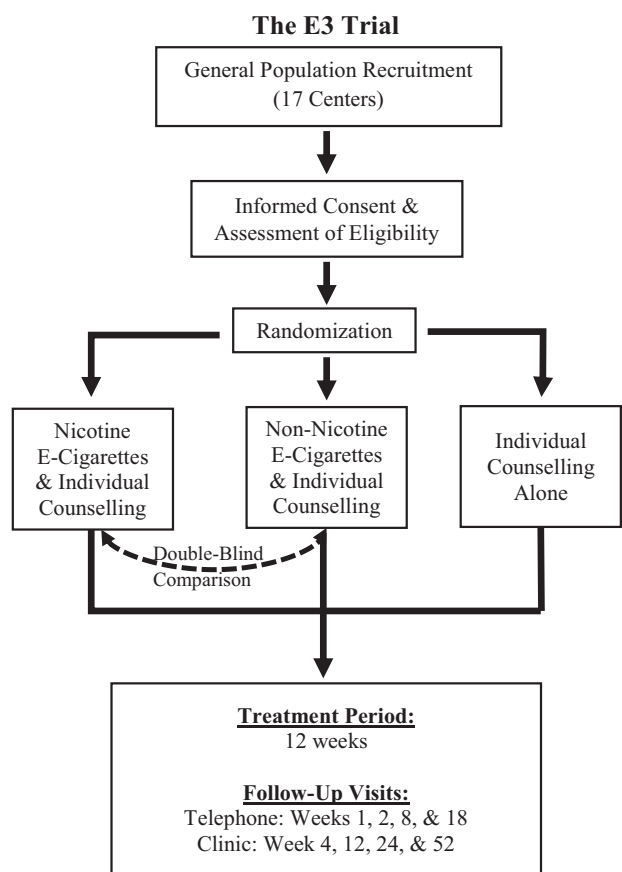 The E3 Trial
General Population Recruitment
(17 Centers)
Informed Consent &
Assessment of Eligibility
Randomization
Nicotine
E-Cigarettes
& Individual
Counselling
Non-Nicotine
E-Cigarettes
& Individual
Counselling
Individual
Counselling
Alone
Double-Blind
Comparison
Treatment Period:
12 weeks
Follow-Up Visits:
Telephone: Weeks 1, 2, 8, & 18
Clinic: Week 4, 12, 24, & 52